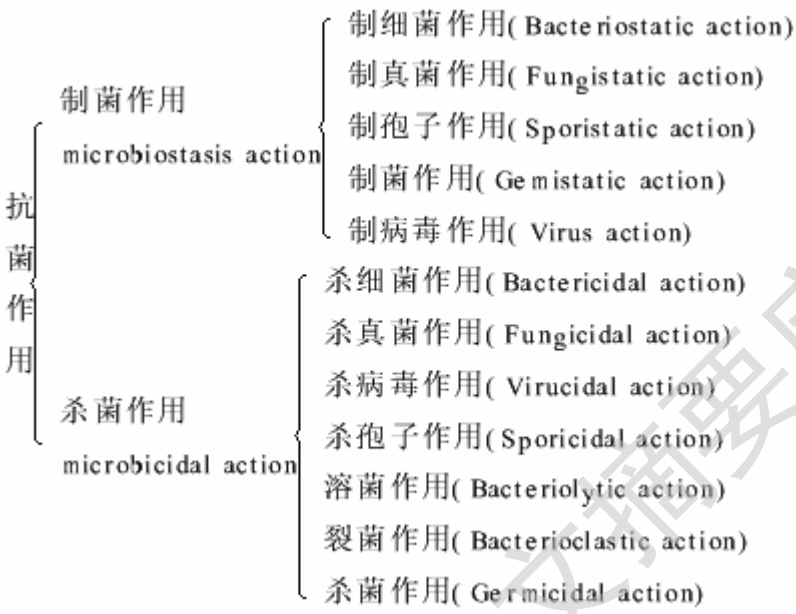 抗菌作用
制菌作用
microbiostasis action
制细菌作用( Bacteriostatic action)
制真菌作用( Fungistatic action)
制孢子作用( Sporistatic action)
制菌作用( Gemistatic action)
制病毒作用( Virus action)
杀菌作用
microbicidal action
杀细菌作用( Bactericidal action)
杀真菌作用( Fungicidal action)
杀病毒作用( Virucidal action)
杀孢子作用( Sporicidal action)
溶菌作用( Bacteriolytic action)
裂菌作用( Bacterioclastic action)
杀菌作用( Germicidal action)
文摘要